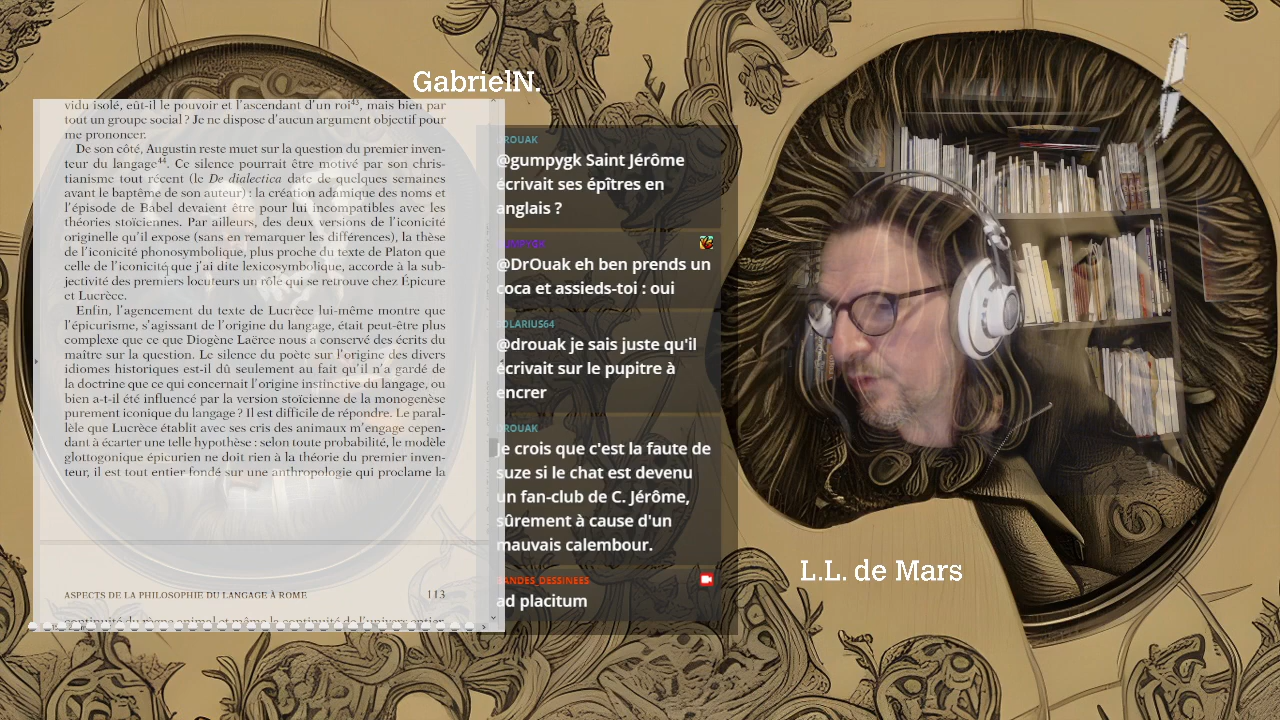 GabrielN.
vidu isolé, eût-il le pouvoir et l'ascendant d'un roi43, mais bien par
tout un groupe social ? Je ne dispose d'aucun argument objectif pour
me prononcer.
De son côté, Augustin reste muet sur la question du premier inven-
teur du langage44. Ce silence pourrait être motivé par son chris-
tianisme tout récent (le De dialectica date de quelques semaines
avant le baptême de son auteur) : la création adamique des noms et
l'épisode de Babel devaient être pour lui incompatibles avec les
théories stoïciennes. Par ailleurs, des deux versions de l'iconicité
originelle qu'il expose (sans en remarquer les différences), la thèse
de l'iconicité phonosymbolique, plus proche du texte de Platon que
celle de l'iconicité que j'ai dite lexicosymbolique, accorde à la sub-
jectivité des premiers locuteurs un rôle qui se retrouve chez Épicure
et Lucrèce.
Enfin, l'agencement du texte de Lucrèce lui-même montre que
l'épicurisme, s'agissant de l'origine du langage, était peut-être plus
complexe que ce que Diogène Laërce nous a conservé des écrits du
maître sur la question. Le silence du poète sur l'origine des divers
idiomes historiques est-il dû seulement au fait qu'il n'a gardé de
la doctrine que ce qui concernait l'origine instinctive du langage, ou
bien a-t-il été influencé par la version stoïcienne de la monogenèse
purement iconique du langage ? Il est difficile de répondre. Le paral-
lèle que Lucrèce établit avec ses cris des animaux m'engage cepen-
dant à écarter une telle hypothèse : selon toute probabilité, le modèle
glottogonique épicurien ne doit rien à la théorie du premier inven-
teur, il est tout entier fondé sur une anthropologie qui proclame la
ASPECTS DE LA PHILOSOPHIE DU LANGAGE À ROME 113
continuité du règne animal et même la continuité de l'univers entier
DROUAK
@gumpygk Saint Jérôme
écrivait ses épîtres en
anglais ?
GUMPYGK
@DrOuak eh ben prends un
coca et assieds-toi : oui
SOLARIUS64
@drouak je sais juste qu'il
écrivait sur le pupitre à
encrer
DROUAK
Je crois que c'est la faute de
suze si le chat est devenu
un fan-club de C. Jérôme,
sûrement à cause d'un
mauvais calembour.
BANDES_DESSINEES
ad placitum
L.L. de Mars